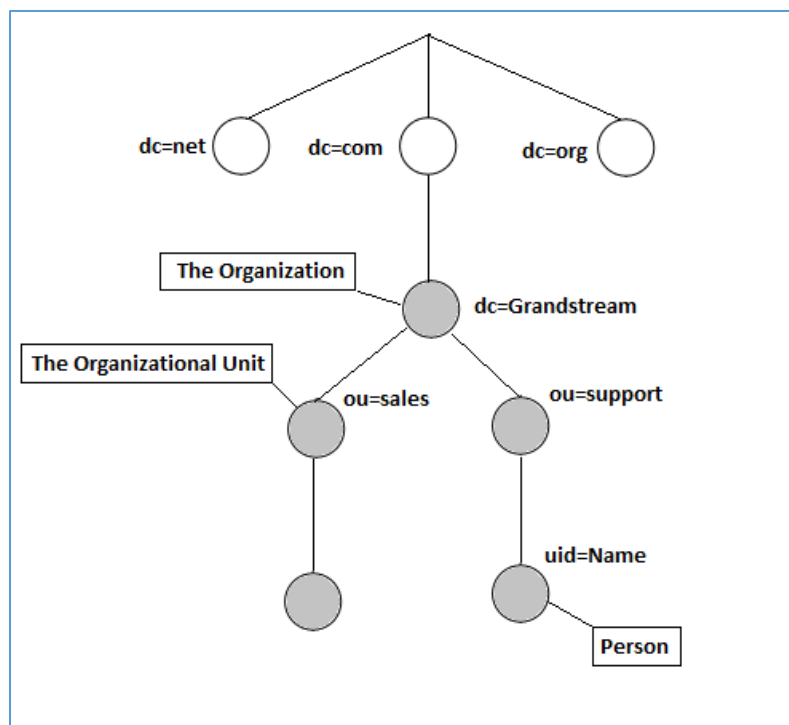 dc=net
dc=com
dc=org
The Organization
dc=Grandstream
The Organizational Unit
ou=sales
ou=support
uid=Name
Person